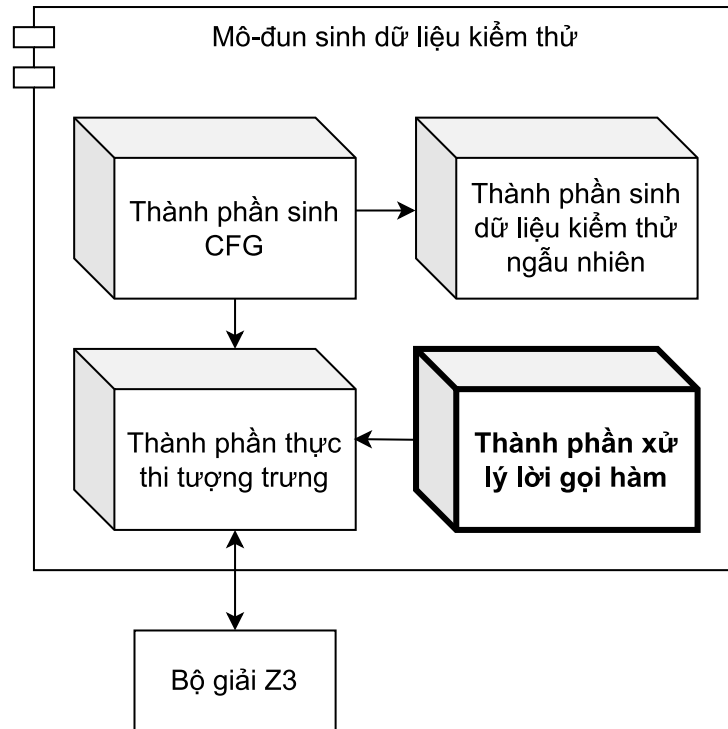 Mô-đun sinh dữ liệu kiểm thử
Thành phần sinh
CFG
Thành phần sinh
dữ liệu kiểm thử
ngẫu nhiên
Thành phần thực
thi tượng trưng
Thành phần xử
lý lời gọi hàm
Bộ giải Z3